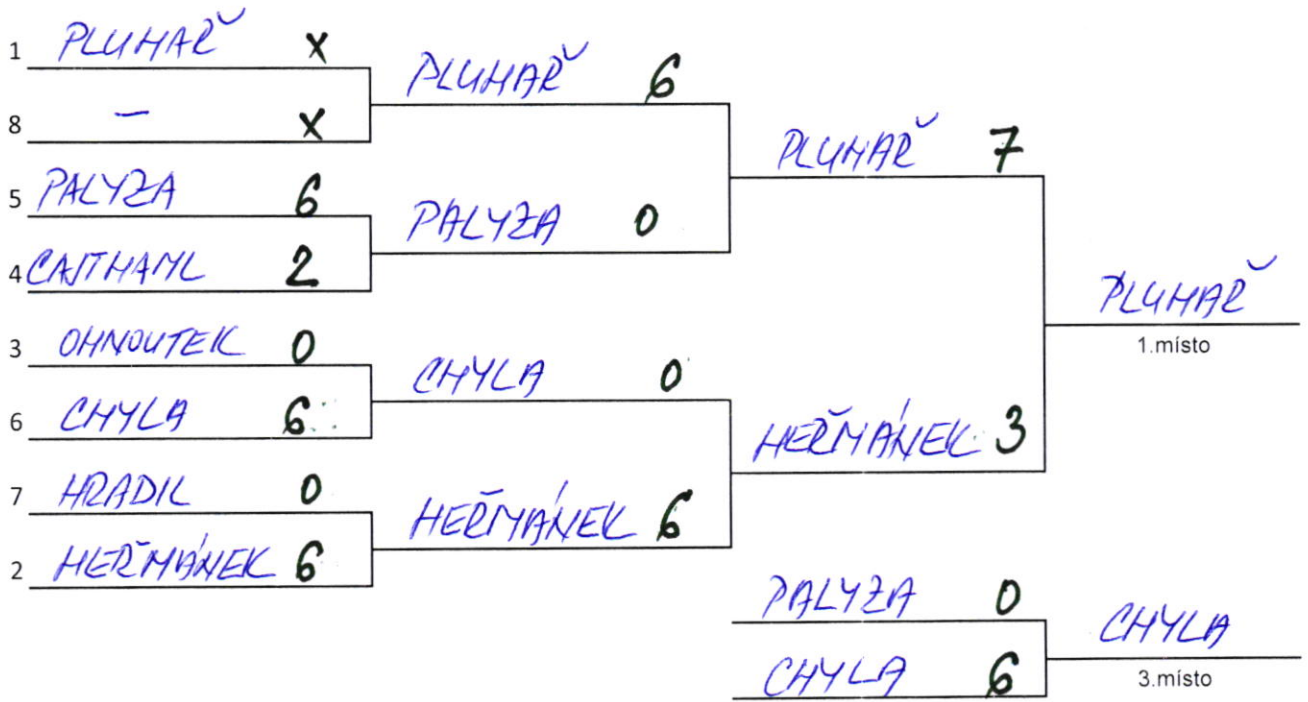 1 PLUHAŘ X
8 – X
5 PALYZA 6
4 CAJTHAML 2
3 OHNOUTEK 0
6 CHYLA 6
7 HRADIL 0
2 HEŘMÁNEK 6
PLUHAŘ 6
PALYZA 0
CHYLA 0
HEŘMÁNEK 6
PLUHAŘ 7
HEŘMÁNEK 3
PLUHAŘ
1.místo
PALYZA 0
CHYLA 6
CHYLA
3.místo